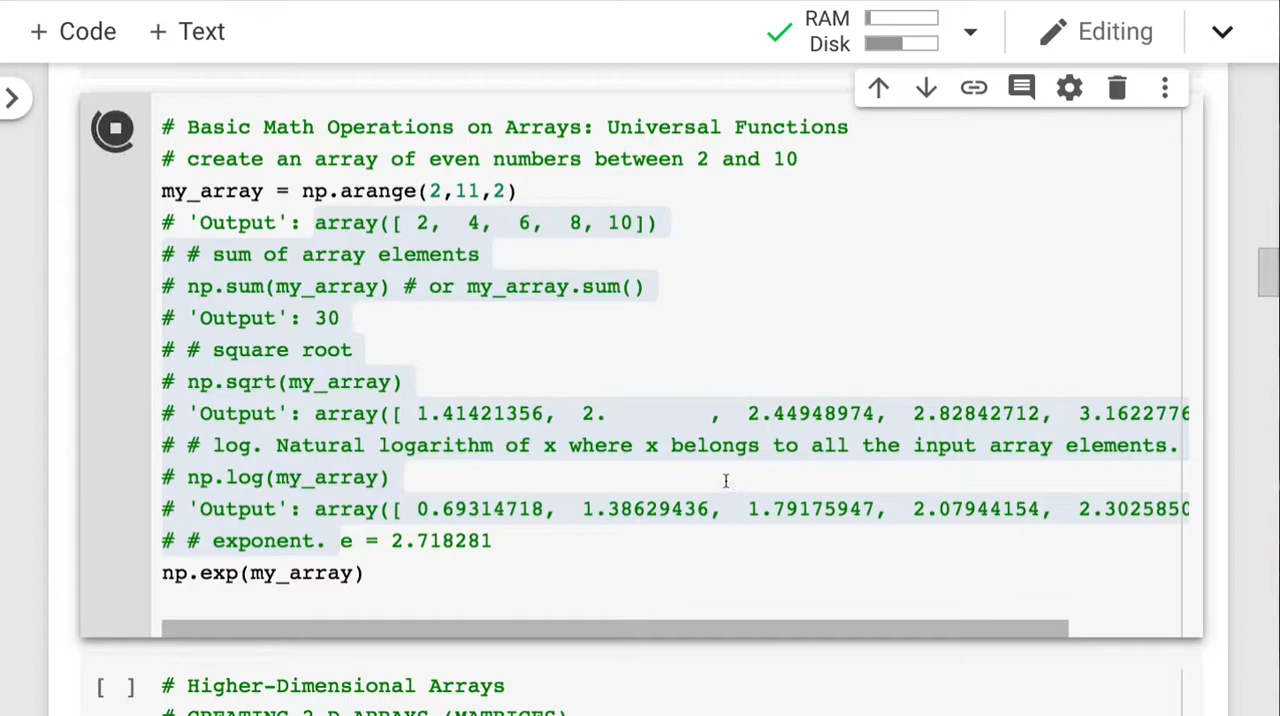 + Code + Text
RAM
Disk
Editing
# Basic Math Operations on Arrays: Universal Functions
# create an array of even numbers between 2 and 10
my_array = np.arange(2,11,2)
# 'Output': array([ 2, 4, 6, 8, 10])
# # sum of array elements
# np.sum(my_array) # or my_array.sum()
# 'Output': 30
# # square root
# np.sqrt(my_array)
# 'Output': array([ 1.41421356, 2. , 2.44948974, 2.82842712, 3.1622776
# # log. Natural logarithm of x where x belongs to all the input array elements.
# np.log(my_array)
# 'Output': array([ 0.69314718, 1.38629436, 1.79175947, 2.07944154, 2.3025850
# # exponent. e = 2.718281
np.exp(my_array)
[ ] # Higher-Dimensional Arrays
# CREATING 2-D ARRAYS (MATRICES)